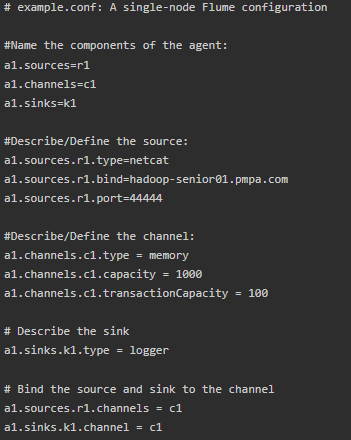 # example.conf: A single-node Flume configuration
#Name the components of the agent:
a1.sources=r1
a1.channels=c1
a1.sinks=k1
#Describe/Define the source:
a1.sources.r1.type=netcat
a1.sources.r1.bind=hadoop-senior01.pmpa.com
a1.sources.r1.port=44444
#Describe/Define the channel:
a1.channels.c1.type = memory
a1.channels.c1.capacity = 1000
a1.channels.c1.transactionCapacity = 100
# Describe the sink
a1.sinks.k1.type = logger
# Bind the source and sink to the channel
a1.sources.r1.channels = c1
a1.sinks.k1.channel = c1